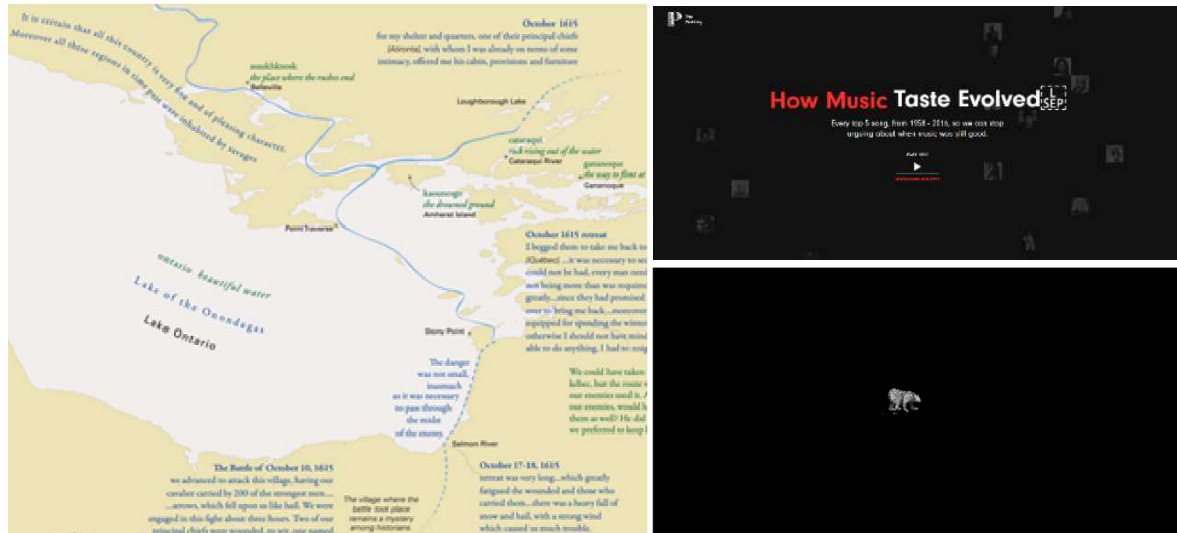 It is certain that all this country is very fine and of pleasing character.
Moreover all these regions in time past were inhabited by savages
the place where the rushes end
Belleville
October 1615
for my shelter and quarters, one of their principal chiefs
[Atironta], with whom I was already on terms of some
intimacy, offered me his cabin, provisions and furniture
Loughborough Lake
cataraqui
rock rising out of the water
Cataraqui River
gananoque
the way to flint at
Gananoque
kaouenesgo
the drowned ground
Amherst Island
Point Traverse
ontario beautiful water
Lake of the Onondagas
Lake Ontario
October 1615 retreat
I begged them to take me back to
[Québec] ...it was necessary to
could not be had, every man
not being more than was
greatly...since they had promised
over to bring me back...moreover
equipped for spending the
otherwise I should not have
able to do anything, I had to
Stony Point
The danger
was not small,
inasmuch
as it was necessary
to pass through
the midst
of the enemy.
We could have taken
but the route
our enemies used it.
our enemies, would
them as well? He did
we preferred to keep
Salmon River
The Battle of October 10, 1615
we advanced to attack this village, having our
cavalier carried by 200 of the strongest men....
....arrows, which fell upon us like hail. We were
engaged in this fight about three hours. Two of our
principal chiefs were wounded, to wit, one named
The village where the
battle took place
remains a mystery
among historians.
October 17-18, 1615
retreat was very long...which greatly
fatigued the wounded and those who
carried them...there was a heavy fall of
snow and hail, with a strong wind
which caused us much trouble.
The
Pudding
How Music Taste Evolved L SEP
Every top 5 song, from 1958 - 2016, so we can stop
arguing about when music was still good.